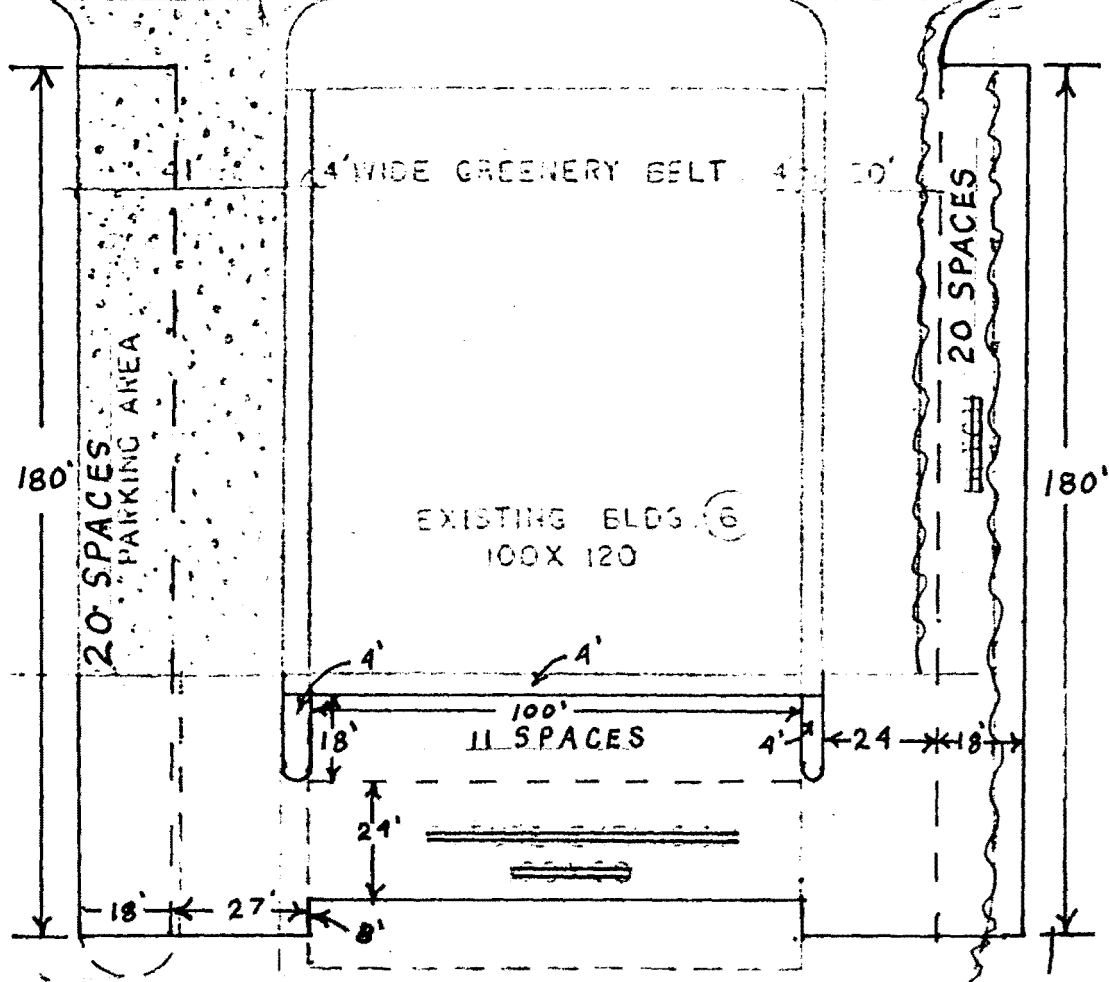 4' WIDE GREENERY BELT 4'
20 SPACES
180'
20 SPACES
PARKING AREA
180'
EXISTING BLDG. 6
100 X 120
4'
4'
100'
18'
11 SPACES
4'
24
18'
24'
18'
27'
8'